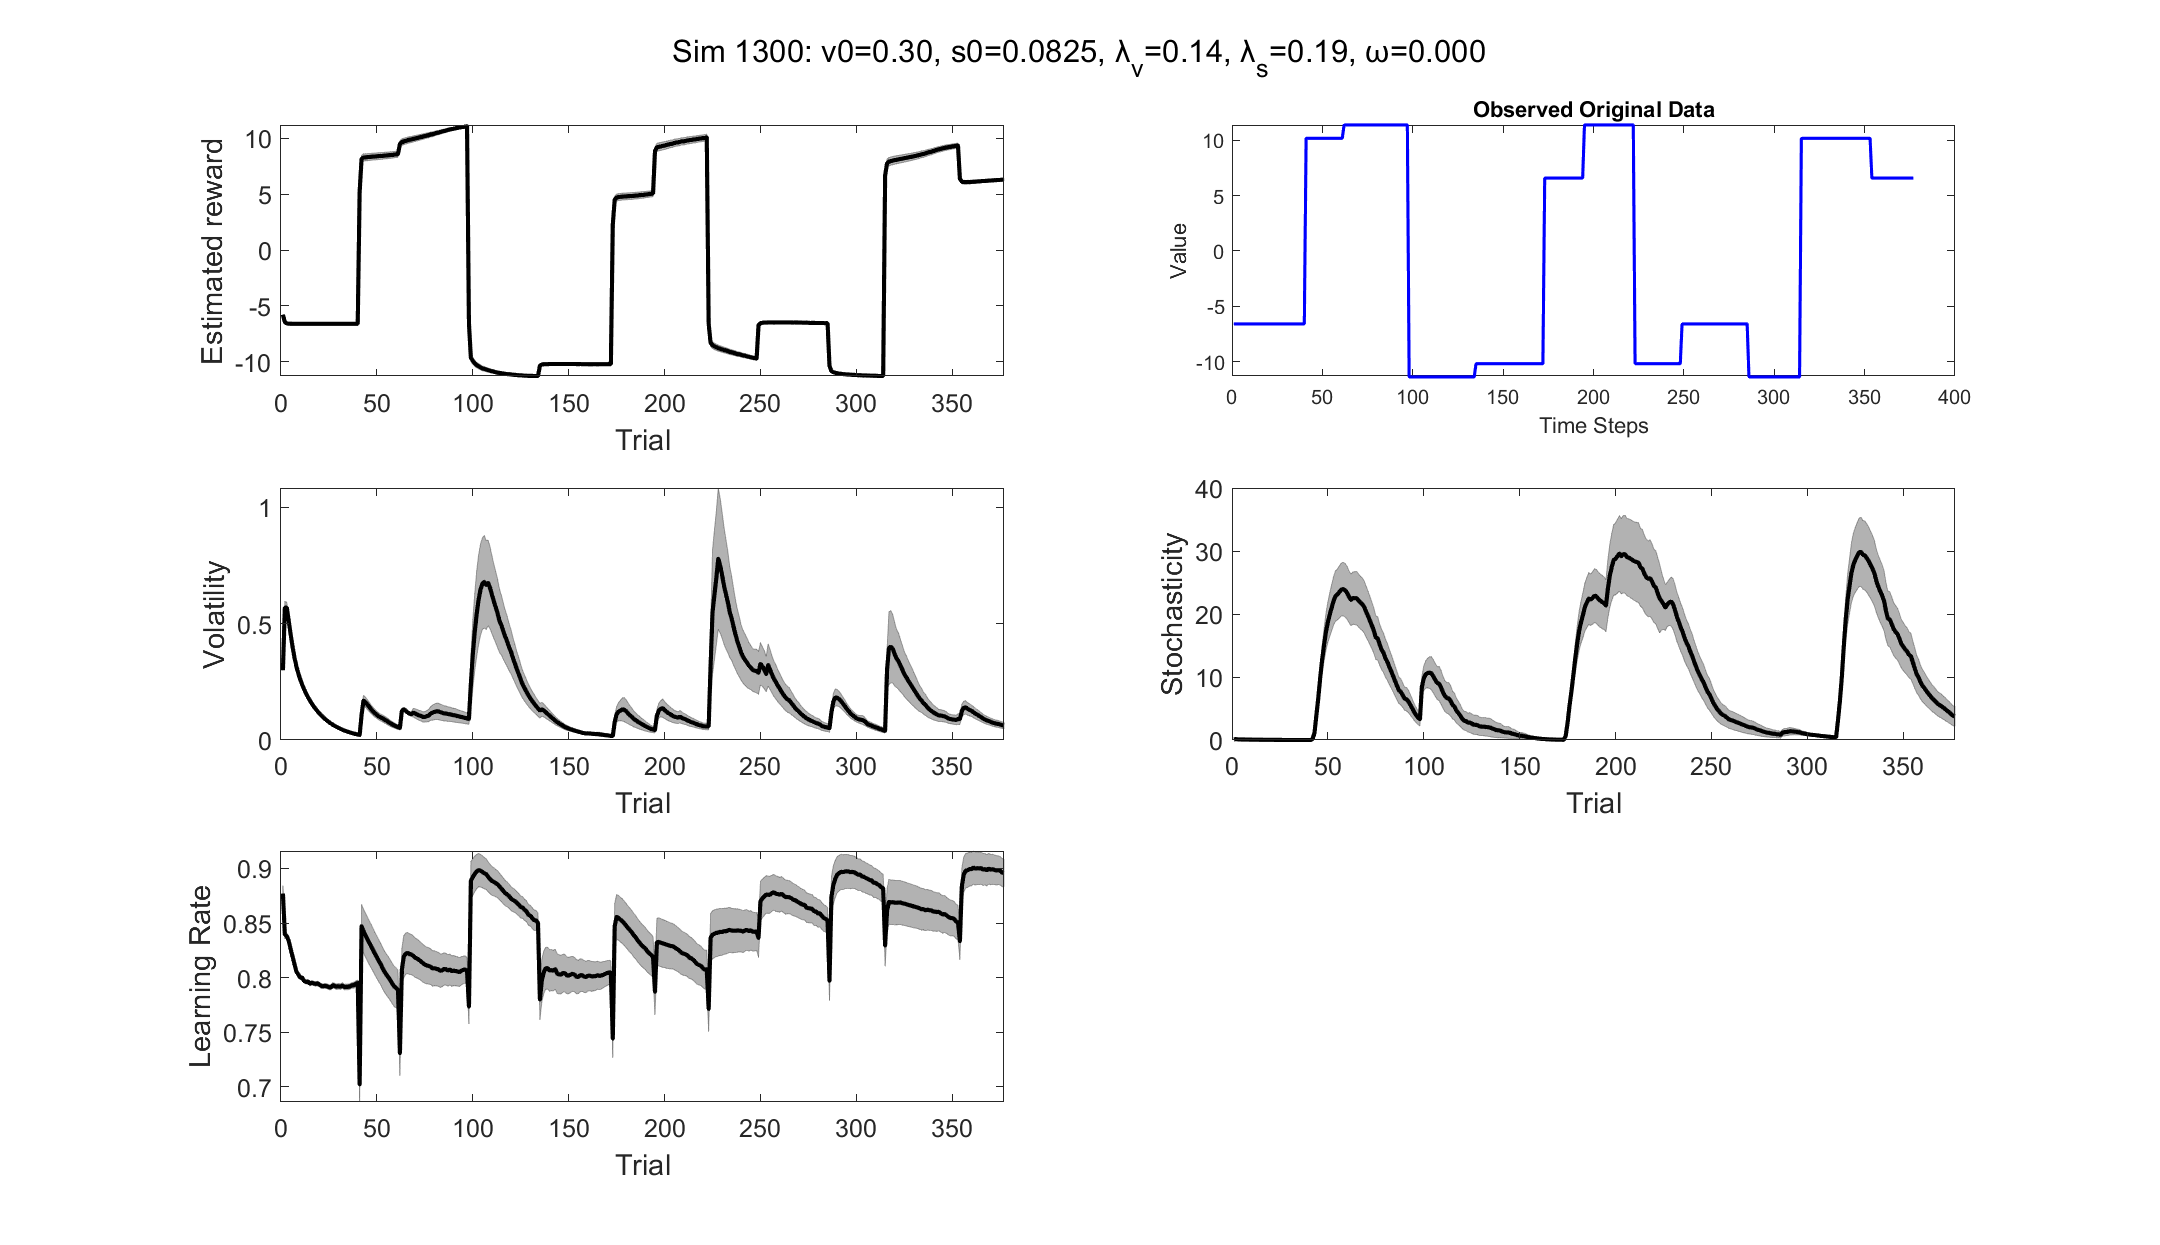 Sim 1300: v0=0.30, s0=0.0825, λ_v=0.14, λ_s=0.19, ω=0.000
Estimated reward
10
5
0
-5
-10
0 50 100 150 200 250 300 350
Trial
Observed Original Data
Value
10
5
0
-5
-10
0 50 100 150 200 250 300 350 400
Time Steps
Volatility
1
0.5
0
0 50 100 150 200 250 300 350
Trial
Stochasticity
40
30
20
10
0
0 50 100 150 200 250 300 350
Trial
Learning Rate
0.9
0.85
0.8
0.75
0.7
0 50 100 150 200 250 300 350
Trial